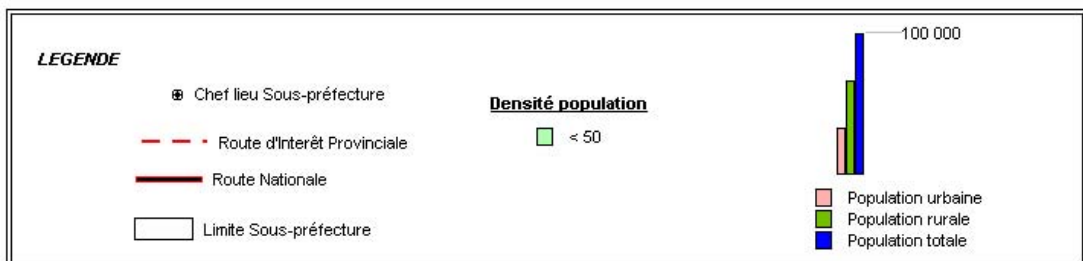 LEGENDE
Chef lieu Sous-préfecture
Route d'Interêt Provinciale
Route Nationale
Limite Sous-préfecture
Densité population
< 50
100 000
Population urbaine
Population rurale
Population totale